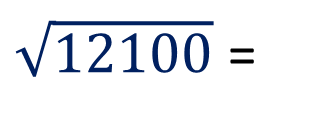 √12100 =